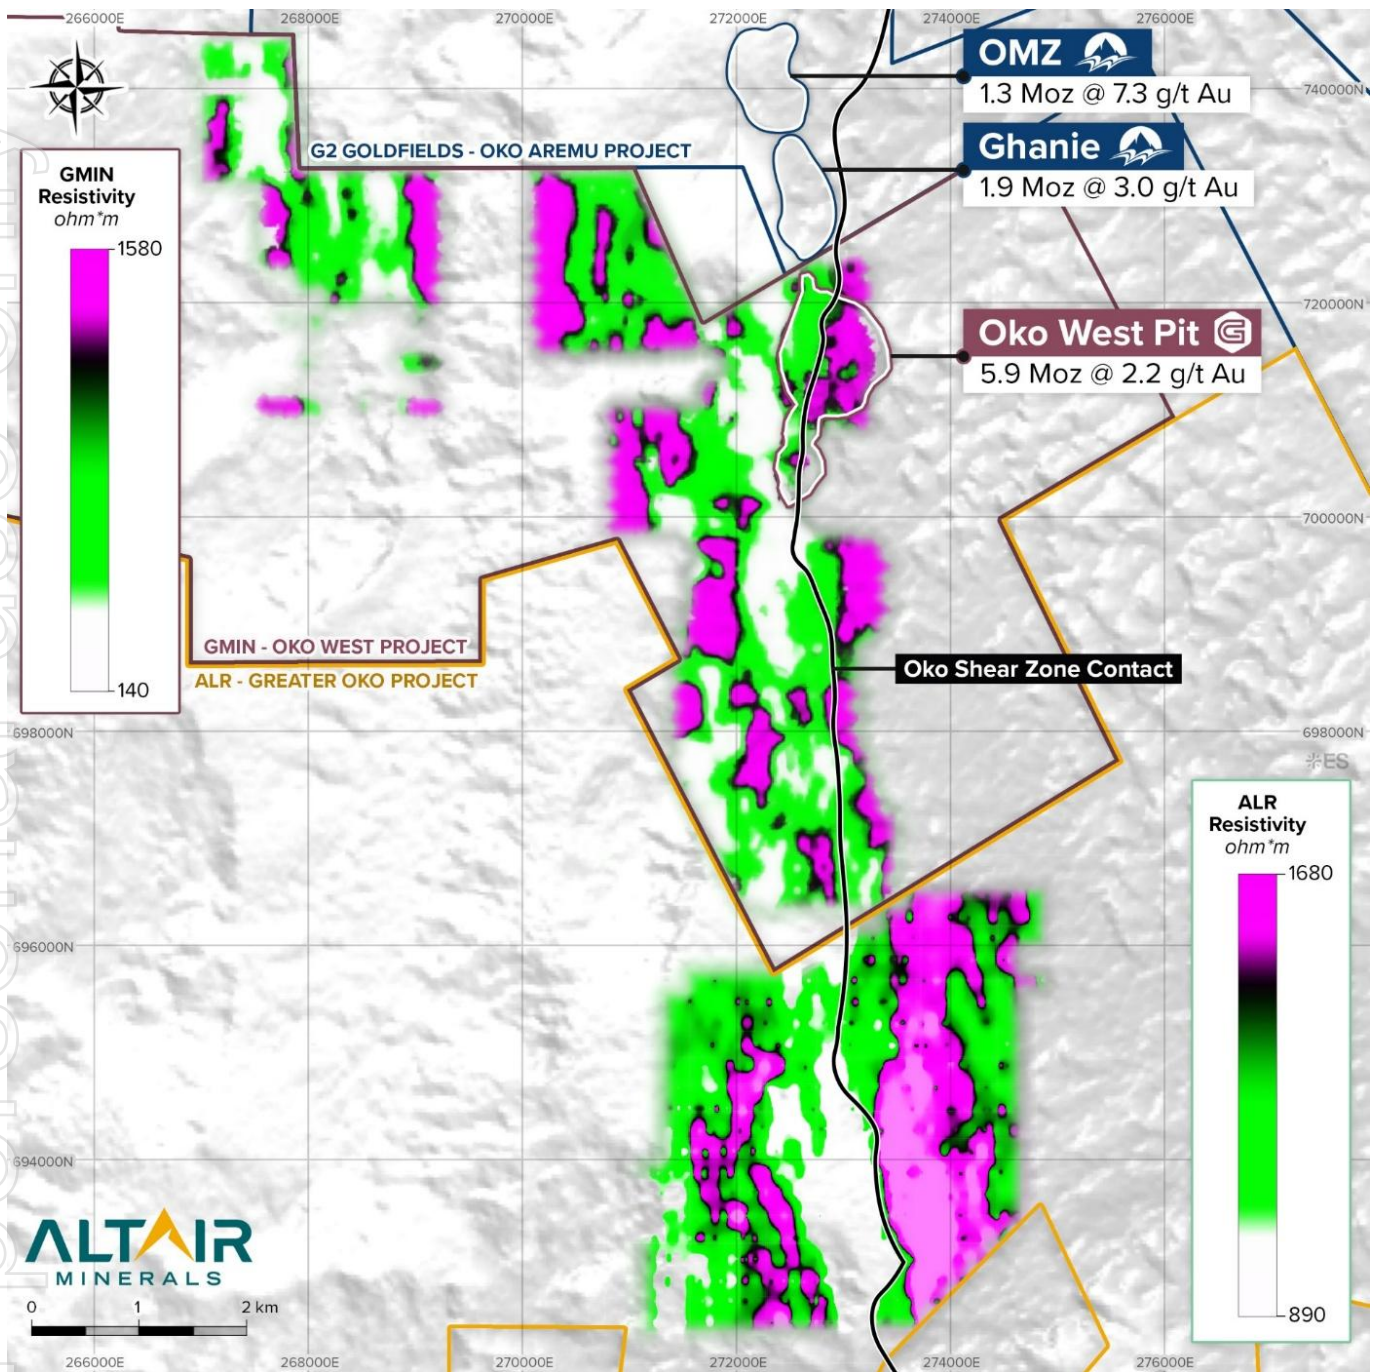 266000E
268000E
270000E
272000E
274000E
276000E
OMZ
1.3 Moz @ 7.3 g/t Au
740000N
Ghanie
1.9 Moz @ 3.0 g/t Au
G2 GOLDFIELDS - OKO AREMU PROJECT
GMIN
Resistivity
ohm*m
1580
140
720000N
Oko West Pit
5.9 Moz @ 2.2 g/t Au
700000N
GMIN - OKO WEST PROJECT
ALR - GREATER OKO PROJECT
Oko Shear Zone Contact
698000N
698000N
ES
ALR
Resistivity
ohm*m
1680
890
696000N
694000N
ALTAIR
MINERALS
0 1 2 km
266000E
268000E
270000E
272000E
274000E
276000E